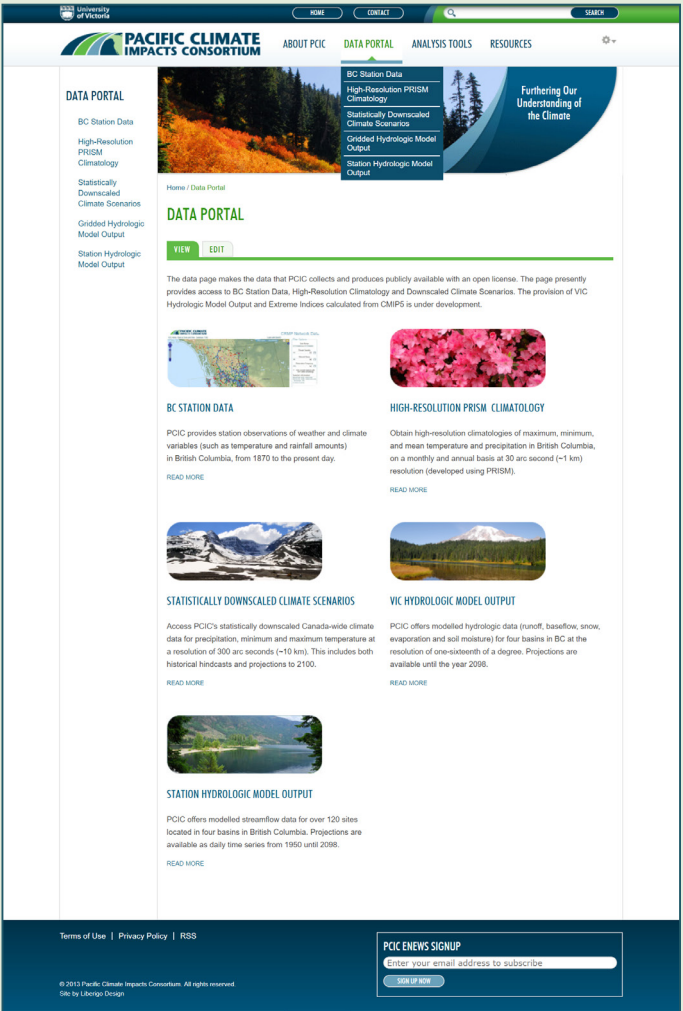 University
of Victoria
HOME
CONTACT
SEARCH
PACIFIC CLIMATE
IMPACTS CONSORTIUM
ABOUT PCIC
DATA PORTAL
ANALYSIS TOOLS
RESOURCES
BC Station Data
High-Resolution PRISM
Climatology
Statistically Downscaled
Climate Scenarios
Gridded Hydrologic Model
Output
Station Hydrologic Model
Output
Furthering Our
Understanding of
the Climate
DATA PORTAL
BC Station Data
High-Resolution
PRISM
Climatology
Statistically
Downscaled
Climate Scenarios
Gridded Hydrologic
Model Output
Station Hydrologic
Model Output
Home / Data Portal
DATA PORTAL
VIEW
EDIT
The data page makes the data that PCIC collects and produces publicly available with an open license. The page presently
provides access to BC Station Data, High-Resolution Climatology and Downscaled Climate Scenarios. The provision of VIC
Hydrologic Model Output and Extreme Indices calculated from CMIP5 is under development.
BC STATION DATA
PCIC provides station observations of weather and climate
variables (such as temperature and rainfall amounts)
in British Columbia, from 1870 to the present day.
READ MORE
HIGH-RESOLUTION PRISM CLIMATOLOGY
Obtain high-resolution climatologies of maximum, minimum,
and mean temperature and precipitation in British Columbia,
on a monthly and annual basis at 30 arc second (~1 km)
resolution (developed using PRISM).
READ MORE
STATISTICALLY DOWNSCALED CLIMATE SCENARIOS
Access PCIC's statistically downscaled Canada-wide climate
data for precipitation, minimum and maximum temperature at
a resolution of 300 arc seconds (~10 km). This includes both
historical hindcasts and projections to 2100.
READ MORE
VIC HYDROLOGIC MODEL OUTPUT
PCIC offers modelled hydrologic data (runoff, baseflow, snow,
evaporation and soil moisture) for four basins in BC at the
resolution of one-sixteenth of a degree. Projections are
available until the year 2098.
READ MORE
STATION HYDROLOGIC MODEL OUTPUT
PCIC offers modelled streamflow data for over 120 sites
located in four basins in British Columbia. Projections are
available as daily time series from 1950 until 2098.
READ MORE
Terms of Use | Privacy Policy | RSS
© 2013 Pacific Climate Impacts Consortium. All rights reserved.
Site by Liberigo Design
PCIC ENEWS SIGNUP
Enter your email address to subscribe
SIGN UP NOW